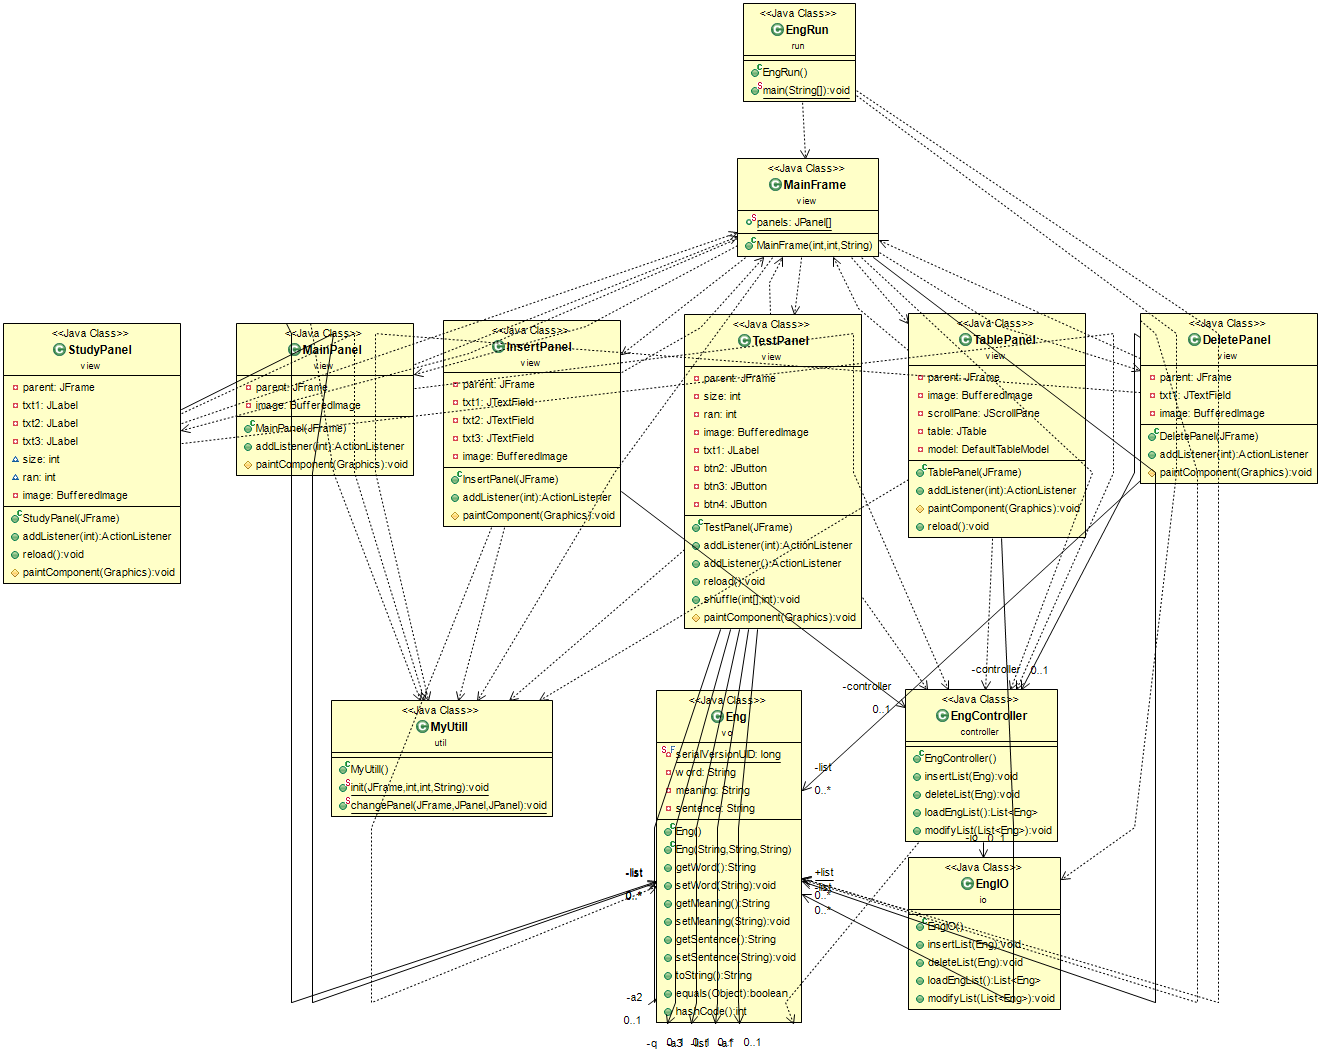 <<Java Class>>
EngRun
run
EngRun()
main(String[]):void
<<Java Class>>
MainFrame
view
panels: JPanel[]
MainFrame(int,int,String)
<<Java Class>>
StudyPanel
view
parent: JFrame
txt1: JLabel
txt2: JLabel
txt3: JLabel
size: int
ran: int
image: BufferedImage
StudyPanel(JFrame)
addListener(int):ActionListener
reload():void
paintComponent(Graphics):void
<<Java Class>>
MainPanel
view
parent: JFrame
image: BufferedImage
MainPanel(JFrame)
addListener(int):ActionListener
paintComponent(Graphics):void
<<Java Class>>
InsertPanel
view
parent: JFrame
txt1: JTextField
txt2: JTextField
txt3: JTextField
image: BufferedImage
InsertPanel(JFrame)
addListener(int):ActionListener
paintComponent(Graphics):void
<<Java Class>>
TestPanel
view
parent: JFrame
size: int
ran: int
image: BufferedImage
txt1: JLabel
btn2: JButton
btn3: JButton
btn4: JButton
TestPanel(JFrame)
addListener(int):ActionListener
addListener():ActionListener
reload():void
shuffle(int[],int):void
paintComponent(Graphics):void
<<Java Class>>
TablePanel
view
parent: JFrame
image: BufferedImage
scrollPane: JScrollPane
table: JTable
model: DefaultTableModel
TablePanel(JFrame)
addListener(int):ActionListener
paintComponent(Graphics):void
reload():void
<<Java Class>>
DeletePanel
view
parent: JFrame
txt1: JTextField
image: BufferedImage
DeletePanel(JFrame)
addListener(int):ActionListener
paintComponent(Graphics):void
-controller 0..1
-controller
0..1
<<Java Class>>
MyUtill
util
MyUtill()
init(JFrame,int,int,String):void
changePanel(JFrame,JPanel,JPanel):void
<<Java Class>>
Eng
vo
serialVersionUID: long
word: String
meaning: String
sentence: String
Eng()
Eng(String,String,String)
getWord():String
setWord(String):void
getMeaning():String
setMeaning(String):void
getSentence():String
setSentence(String):void
toString():String
equals(Object):boolean
hashCode():int
-list
0..*
<<Java Class>>
EngController
controller
EngController()
insertList(Eng):void
deleteList(Eng):void
loadEngList():List<Eng>
modifyList(List<Eng>):void
-io 0..1
<<Java Class>>
EngIO
io
EngIO()
insertList(Eng):void
deleteList(Eng):void
loadEngList():List<Eng>
modifyList(List<Eng>):void
-list
0..*
+list
-list
0..*
0..*
-a2
0..1
-q
-a3
-list
-a1
0..1